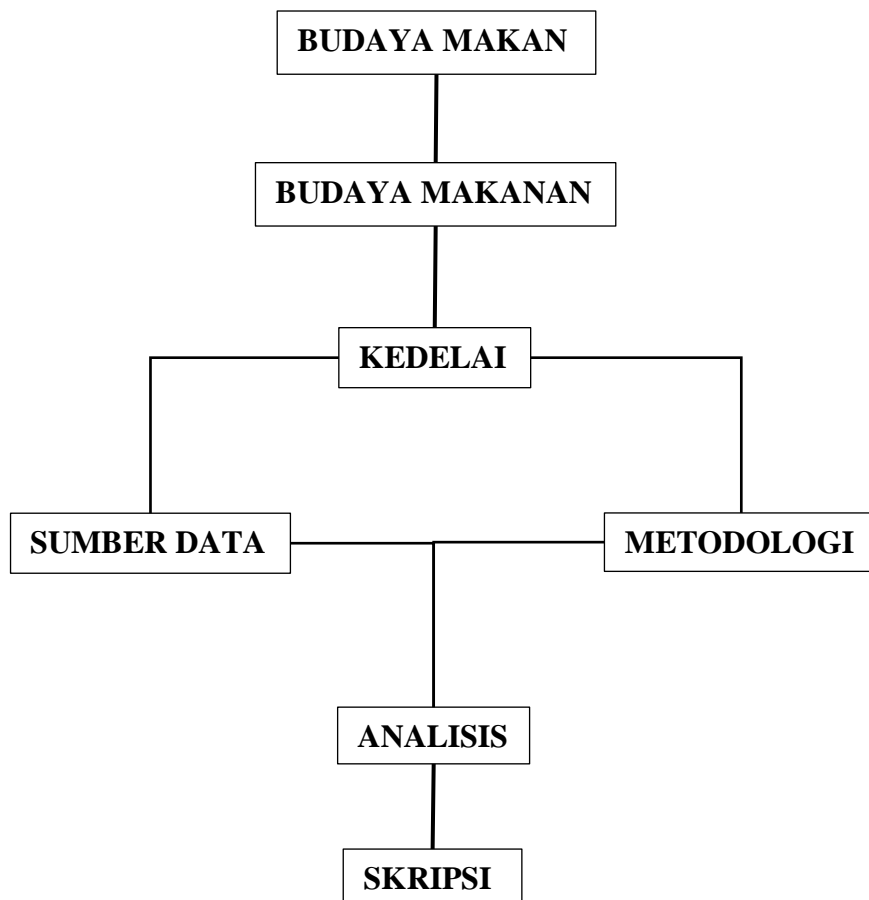 BUDAYA MAKAN
BUDAYA MAKANAN
KEDELAI
SUMBER DATA
METODOLOGI
ANALISIS
SKRIPSI